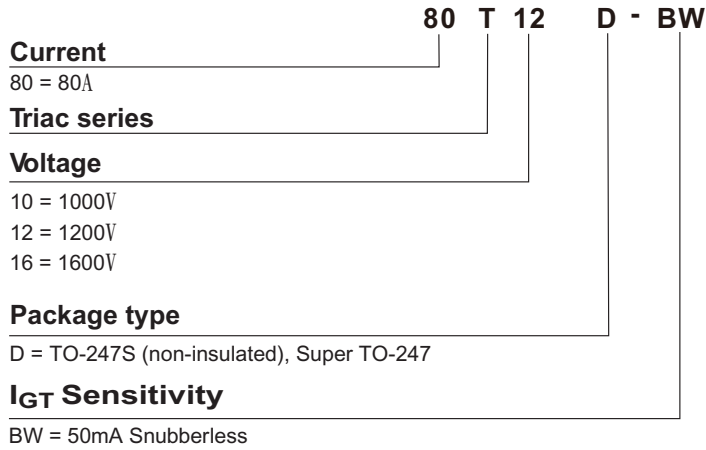 80 T 12 D - BW
Current
80 = 80A
Triac series
Voltage
10 = 1000V
12 = 1200V
16 = 1600V
Package type
D = TO-247S (non-insulated), Super TO-247
IGT Sensitivity
BW = 50mA Snubberless